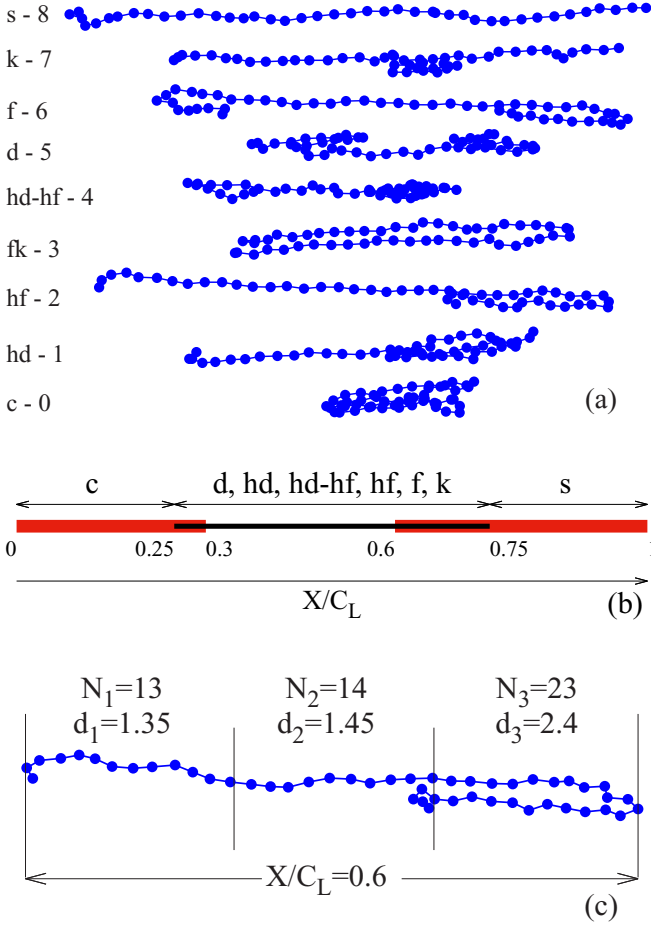 s - 8
k - 7
f - 6
d - 5
hd-hf - 4
fk - 3
hf - 2
hd - 1
c - 0
(a)
c d, hd, hd-hf, hf, f, k s
0 0.25 0.3 0.6 0.75 1
X/C_L
(b)
N_1=13 N_2=14 N_3=23
d_1=1.35 d_2=1.45 d_3=2.4
X/C_L=0.6
(c)